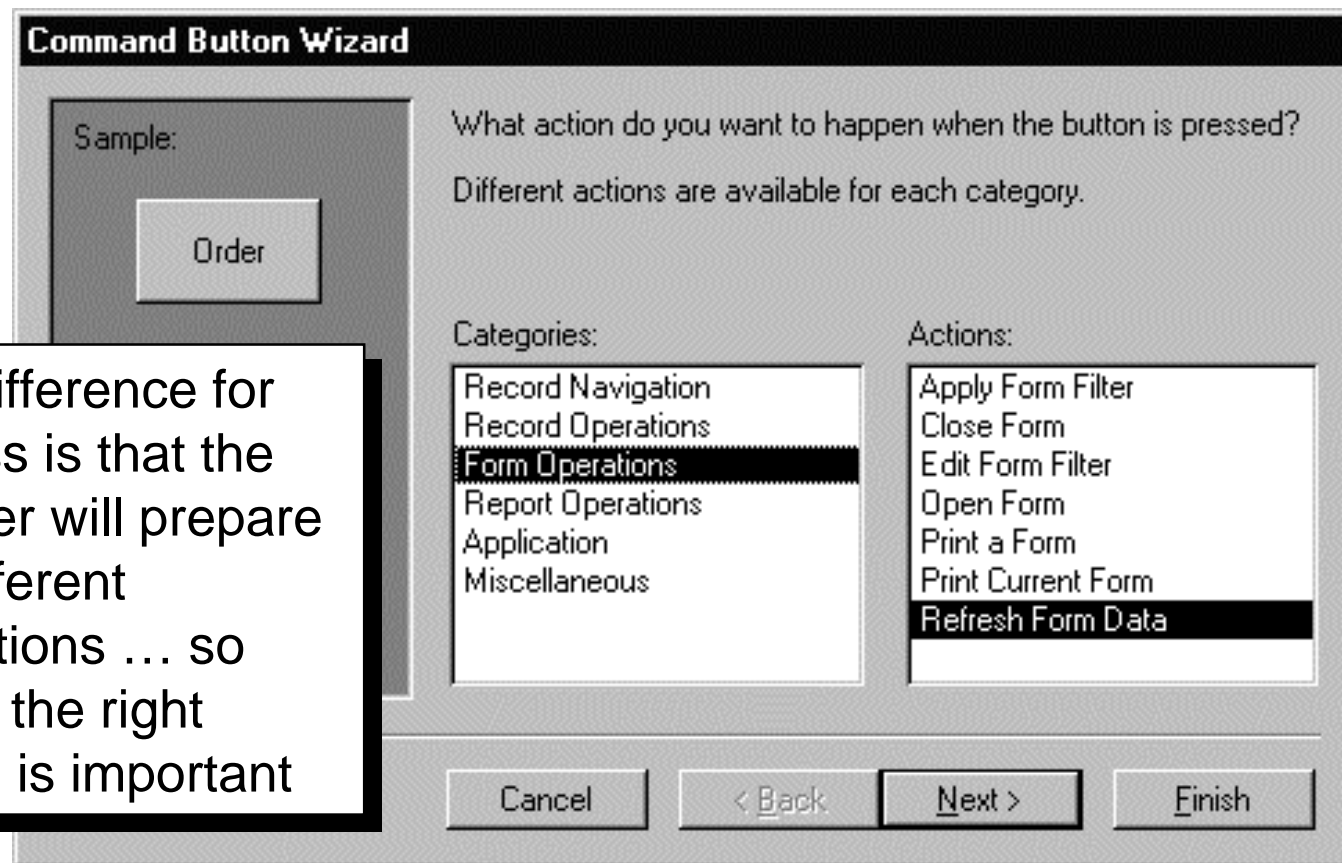 Command Button Wizard
Sample:
Order
What action do you want to happen when the button is pressed?
Different actions are available for each category.
Categories:
Record Navigation
Record Operations
Form Operations
Report Operations
Application
Miscellaneous
Actions:
Apply Form Filter
Close Form
Edit Form Filter
Open Form
Print a Form
Print Current Form
Refresh Form Data
ifference for
is that the
will prepare
ferent
tions … so
the right
is important
Cancel
< Back
Next >
Finish